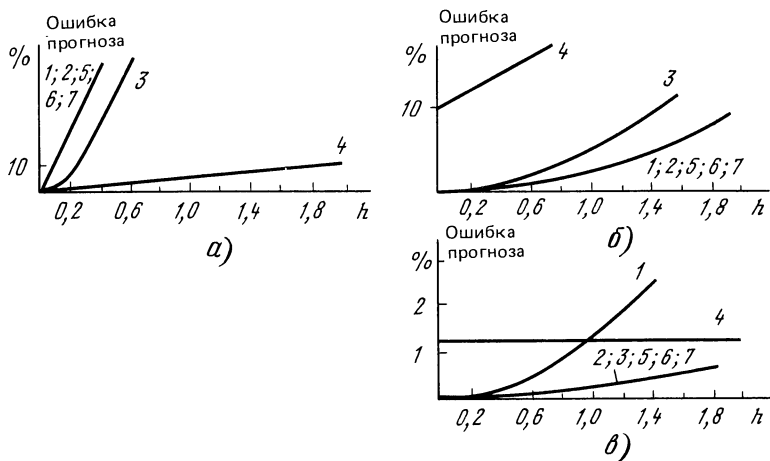 Ошибка
прогноза
%
1; 2; 5;
6; 7
3
4
10
0,2 0,6 1,0 1,4 1,8 h
а)
Ошибка
прогноза
%
4
3
10
1; 2; 5; 6; 7
0,2 0,6 1,0 1,4 1,8 h
б)
Ошибка
прогноза
%
1
2
4
2; 3; 5; 6; 7
1
0,2 0,6 1,0 1,4 1,8 h
в)